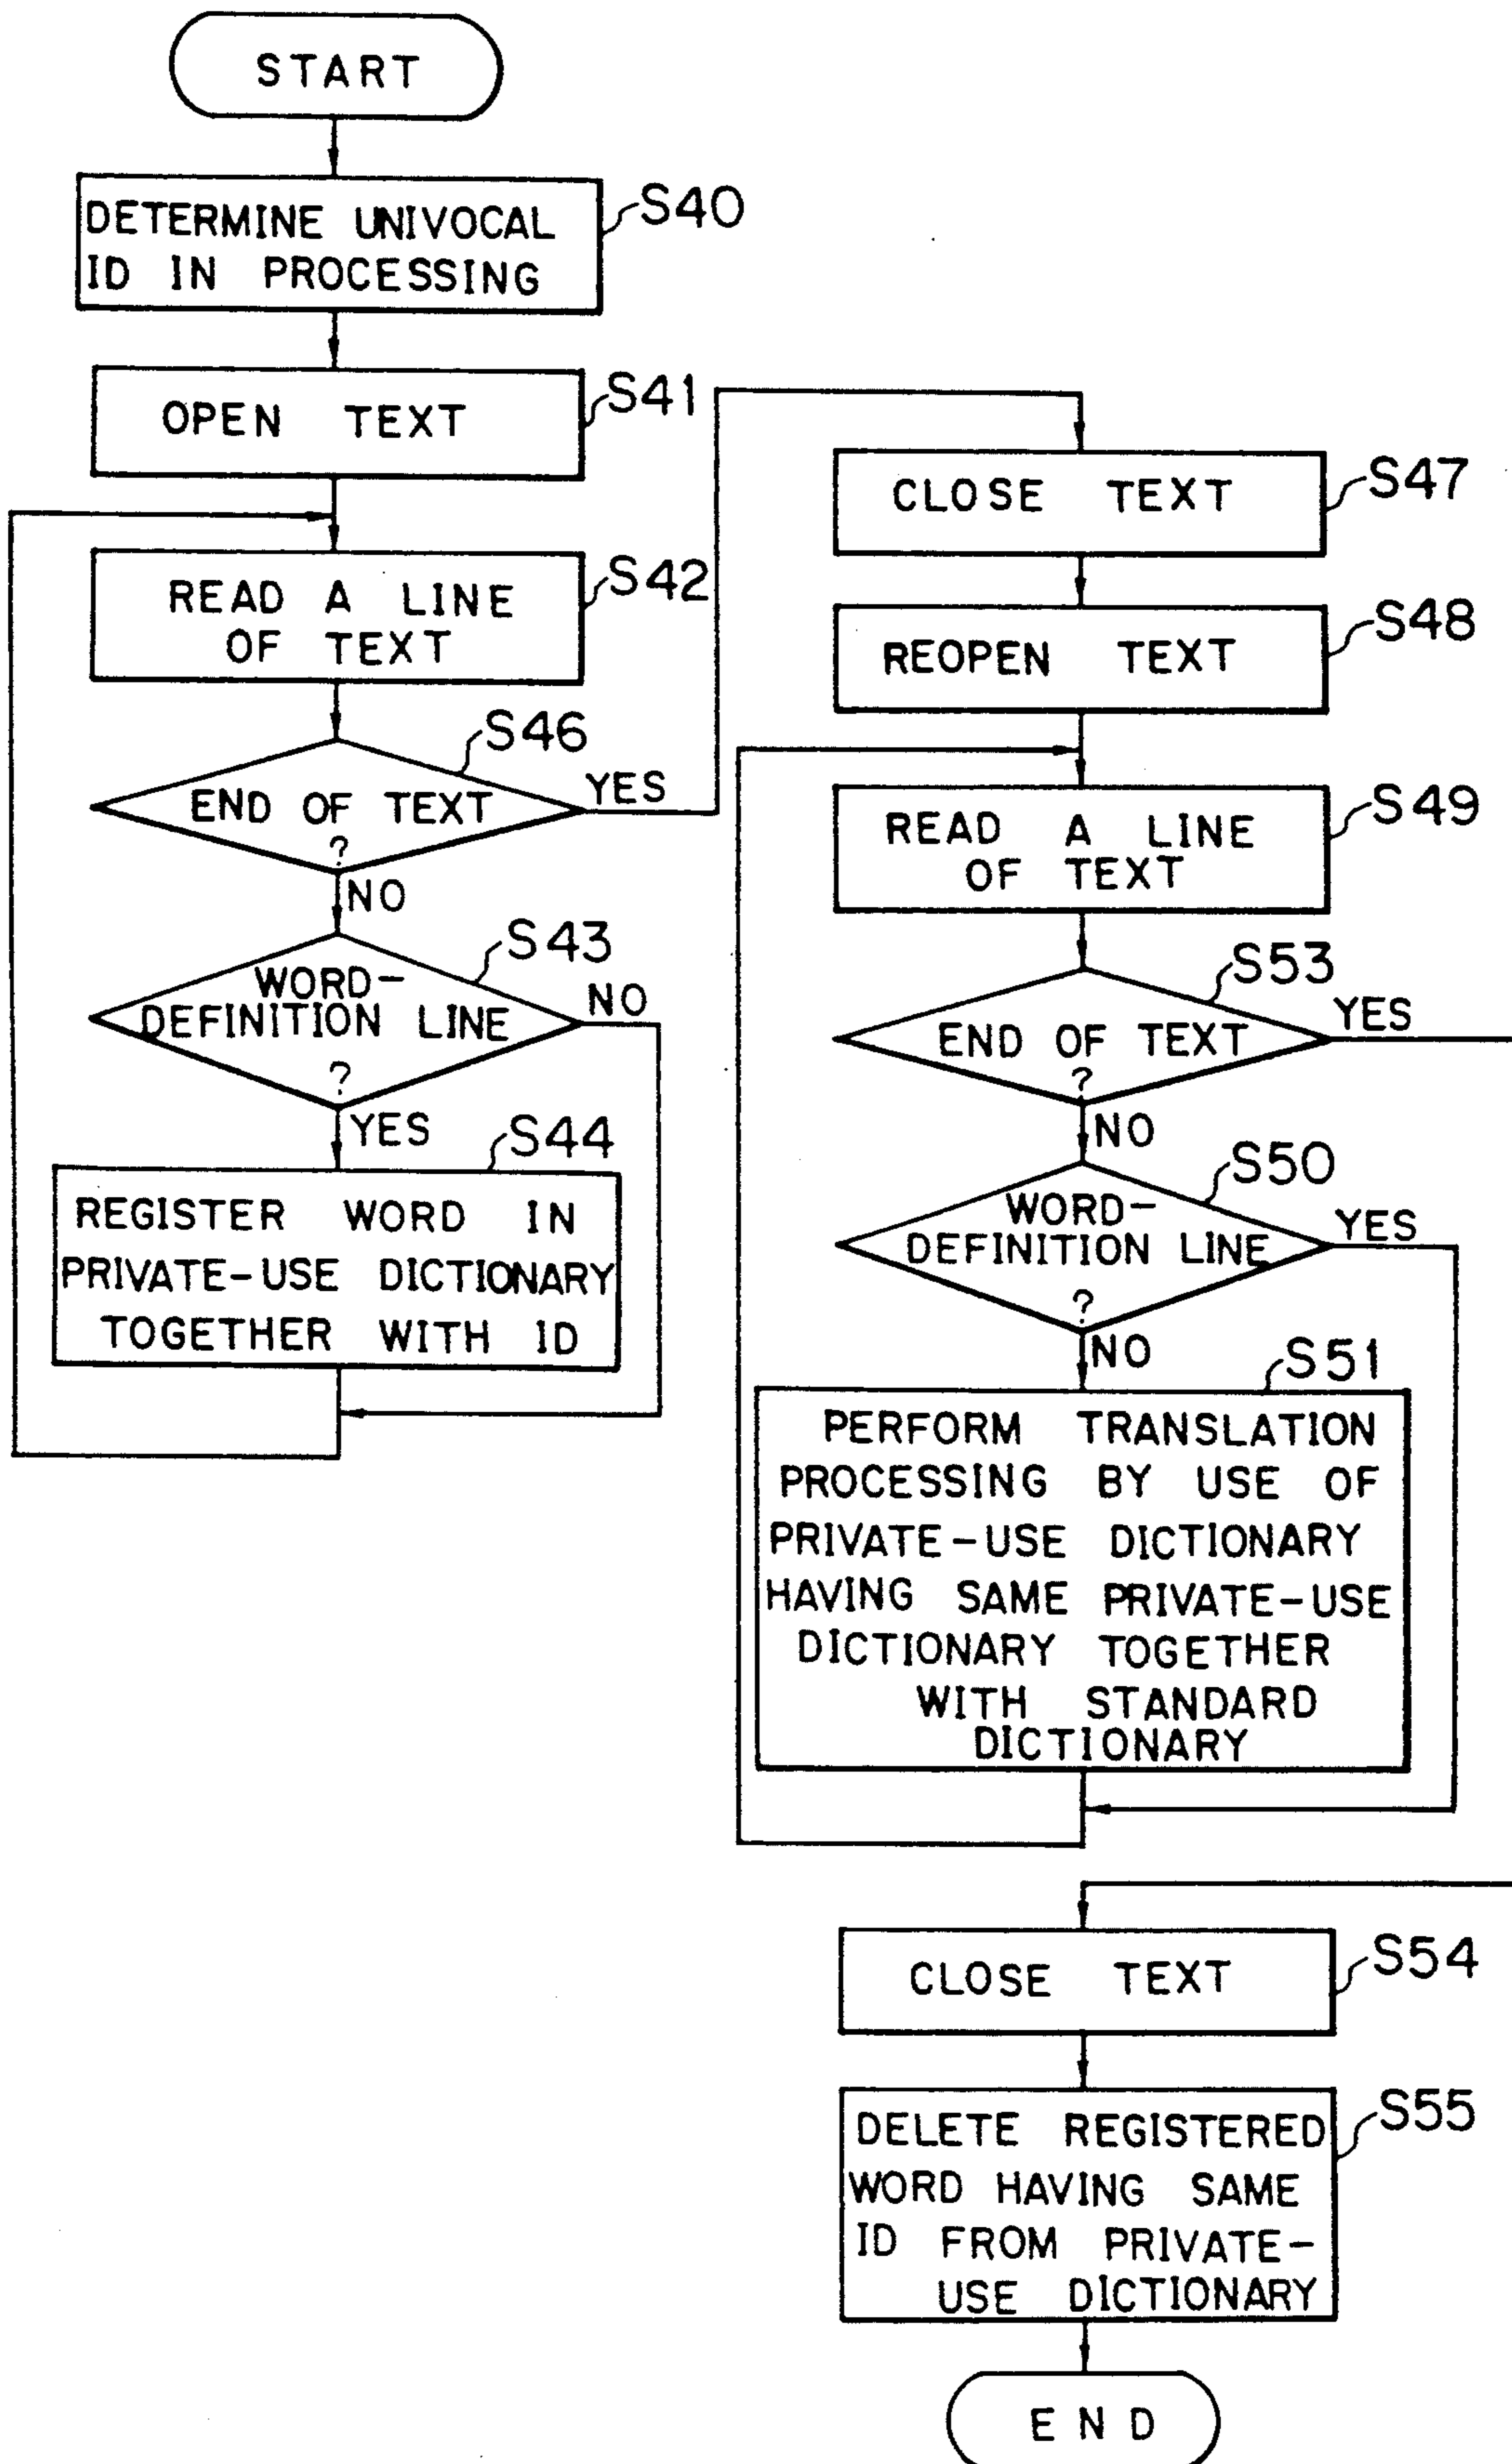 START
DETERMINE UNIVOCAL
ID IN PROCESSING
S40
OPEN TEXT
S41
READ A LINE
OF TEXT
S42
S46
END OF TEXT
?
YES
NO
S43
WORD-
DEFINITION LINE
?
NO
YES
S44
REGISTER WORD IN
PRIVATE-USE DICTIONARY
TOGETHER WITH ID
CLOSE TEXT
S47
REOPEN TEXT
S48
READ A LINE
OF TEXT
S49
S53
END OF TEXT
?
YES
NO
S50
WORD-
DEFINITION LINE
?
YES
NO
S51
PERFORM TRANSLATION
PROCESSING BY USE OF
PRIVATE-USE DICTIONARY
HAVING SAME PRIVATE-USE
DICTIONARY TOGETHER
WITH STANDARD
DICTIONARY
CLOSE TEXT
S54
DELETE REGISTERED
WORD HAVING SAME
ID FROM PRIVATE-
USE DICTIONARY
S55
END